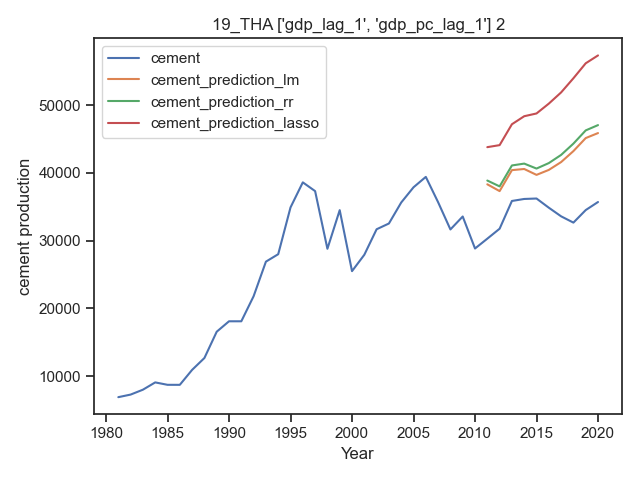 19_THA ['gdp_lag_1', 'gdp_pc_lag_1'] 2
cement
cement_prediction_lm
cement_prediction_rr
cement_prediction_lasso
cement production
50000
40000
30000
20000
10000
1980
1985
1990
1995
2000
2005
2010
2015
2020
Year